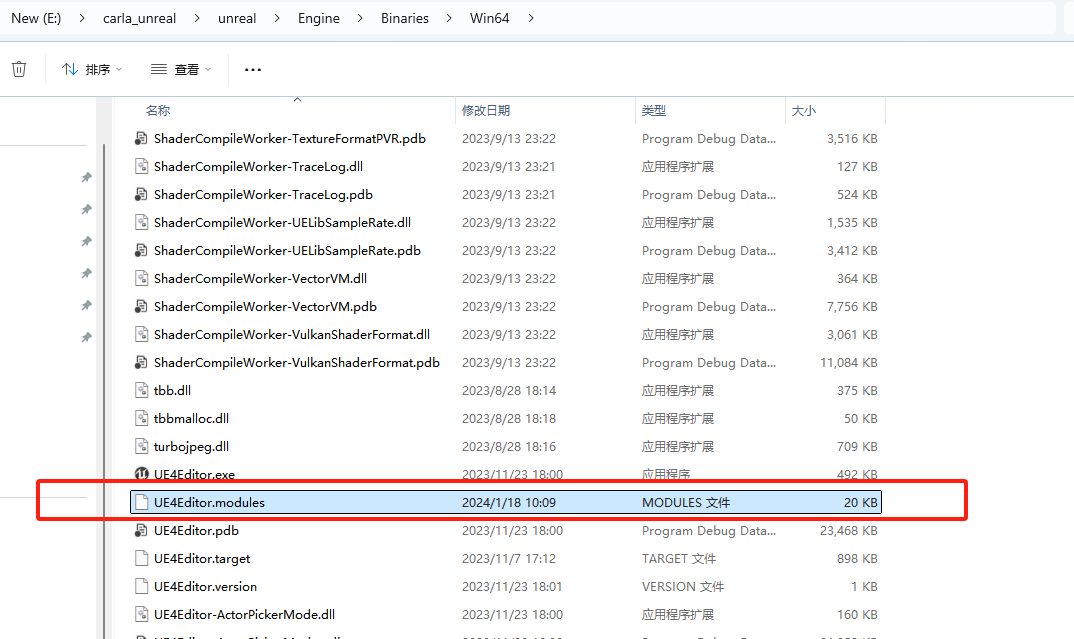 New (E:) > carla_unreal > unreal > Engine > Binaries > Win64 >
排序 查看 ...
名称 修改日期 类型 大小
ShaderCompileWorker-TextureFormatPVR.pdb 2023/9/13 23:22 Program Debug Data... 3,516 KB
ShaderCompileWorker-TraceLog.dll 2023/9/13 23:21 应用程序扩展 127 KB
ShaderCompileWorker-TraceLog.pdb 2023/9/13 23:21 Program Debug Data... 524 KB
ShaderCompileWorker-UELibSampleRate.dll 2023/9/13 23:22 应用程序扩展 1,535 KB
ShaderCompileWorker-UELibSampleRate.pdb 2023/9/13 23:22 Program Debug Data... 3,412 KB
ShaderCompileWorker-VectorVM.dll 2023/9/13 23:22 应用程序扩展 364 KB
ShaderCompileWorker-VectorVM.pdb 2023/9/13 23:22 Program Debug Data... 7,756 KB
ShaderCompileWorker-VulkanShaderFormat.dll 2023/9/13 23:22 应用程序扩展 3,061 KB
ShaderCompileWorker-VulkanShaderFormat.pdb 2023/9/13 23:22 Program Debug Data... 11,084 KB
tbb.dll 2023/8/28 18:14 应用程序扩展 375 KB
tbbmalloc.dll 2023/8/28 18:18 应用程序扩展 50 KB
turbojpeg.dll 2023/8/28 18:16 应用程序扩展 709 KB
UE4Editor.exe 2023/11/23 18:00 应用程序 492 KB
UE4Editor.modules 2024/1/18 10:09 MODULES 文件 20 KB
UE4Editor.pdb 2023/11/23 18:00 Program Debug Data... 23,468 KB
UE4Editor.target 2023/11/7 17:12 TARGET 文件 898 KB
UE4Editor.version 2023/11/23 18:01 VERSION 文件 1 KB
UE4Editor-ActorPickerMode.dll 2023/11/23 18:00 应用程序扩展 160 KB